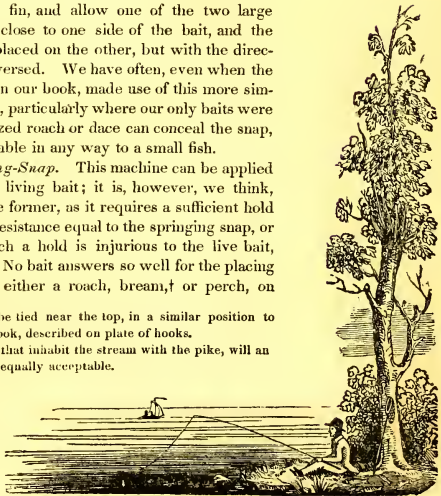 fin, and allow one of the two large
close to one side of the bait, and the
placed on the other, but with the direc-
versed. We have often, even when the
n our book, made use of this more sim-
, particularly where our only baits were
zed roach or dace can conceal the snap,
able in any way to a small fish.
ng-Snap. This machine can be applied
living bait; it is, however, we think,
e former, as it requires a sufficient hold
esistance equal to the springing snap, or
ch a hold is injurious to the live bait,
No bait answers so well for the placing
either a roach, bream,† or perch, on
be tied near the top, in a similar position to
ook, described on plate of hooks.
that inhabit the stream with the pike, will an
equally acceptable.